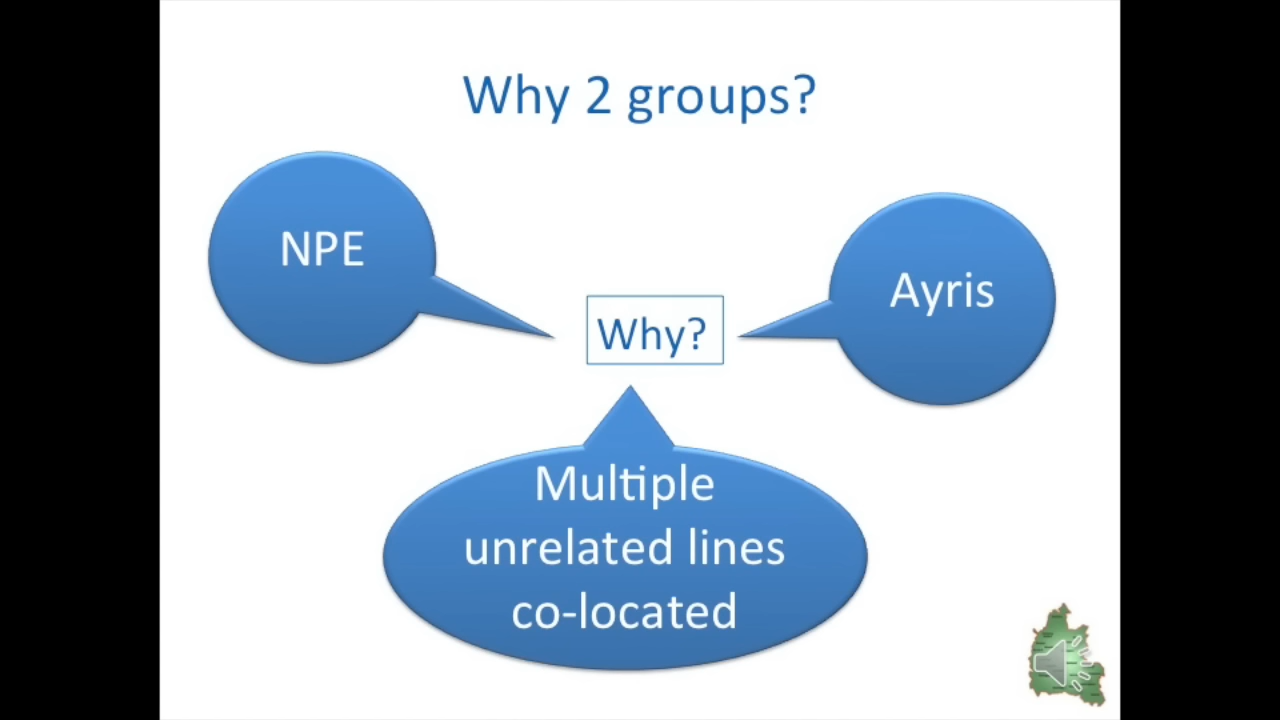 Why 2 groups?
NPE
Ayris
Why?
Multiple
unrelated lines
co-located